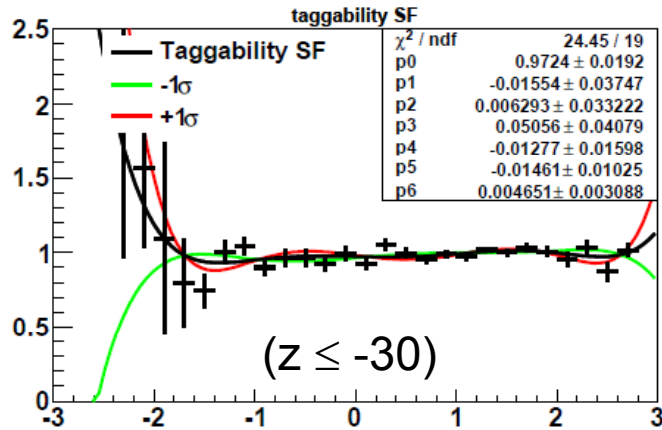 taggability SF
2.5
2
1.5
1
0.5
0
-3 -2 -1 0 1 2 3
Taggability SF
-1σ
+1σ
χ² / ndf 24.45 / 19
p0 0.9724 ± 0.0192
p1 -0.01554 ± 0.03747
p2 0.006293 ± 0.033222
p3 0.05056 ± 0.04079
p4 -0.01277 ± 0.01598
p5 -0.01461 ± 0.01025
p6 0.004651 ± 0.003088
(z ≤ -30)